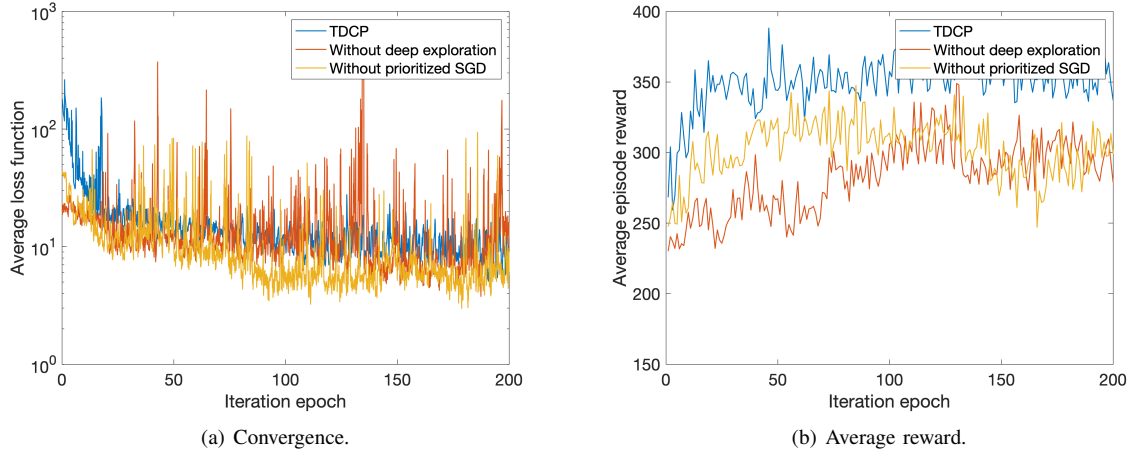 10^3
10^2
10^1
10^0
Average loss function
TDCP
Without deep exploration
Without prioritized SGD
0
50
100
150
200
Iteration epoch
(a) Convergence.
400
350
300
250
200
150
Average episode reward
TDCP
Without deep exploration
Without prioritized SGD
0
50
100
150
200
Iteration epoch
(b) Average reward.